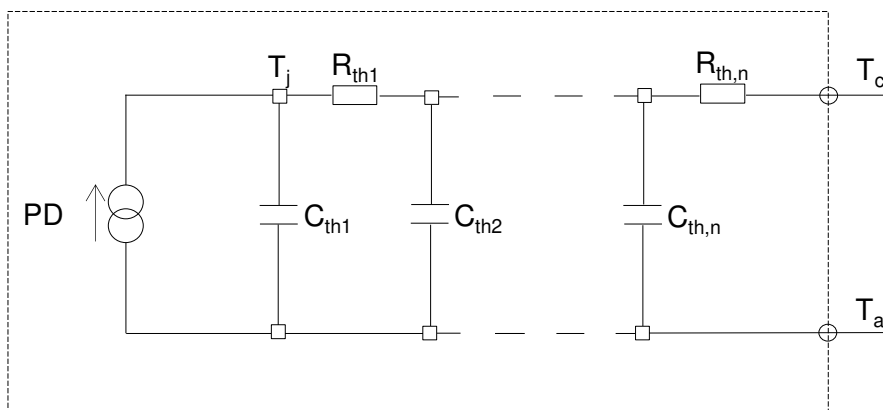 T_j
R_th1
R_th,n
T_c
PD
C_th1
C_th2
C_th,n
T_a